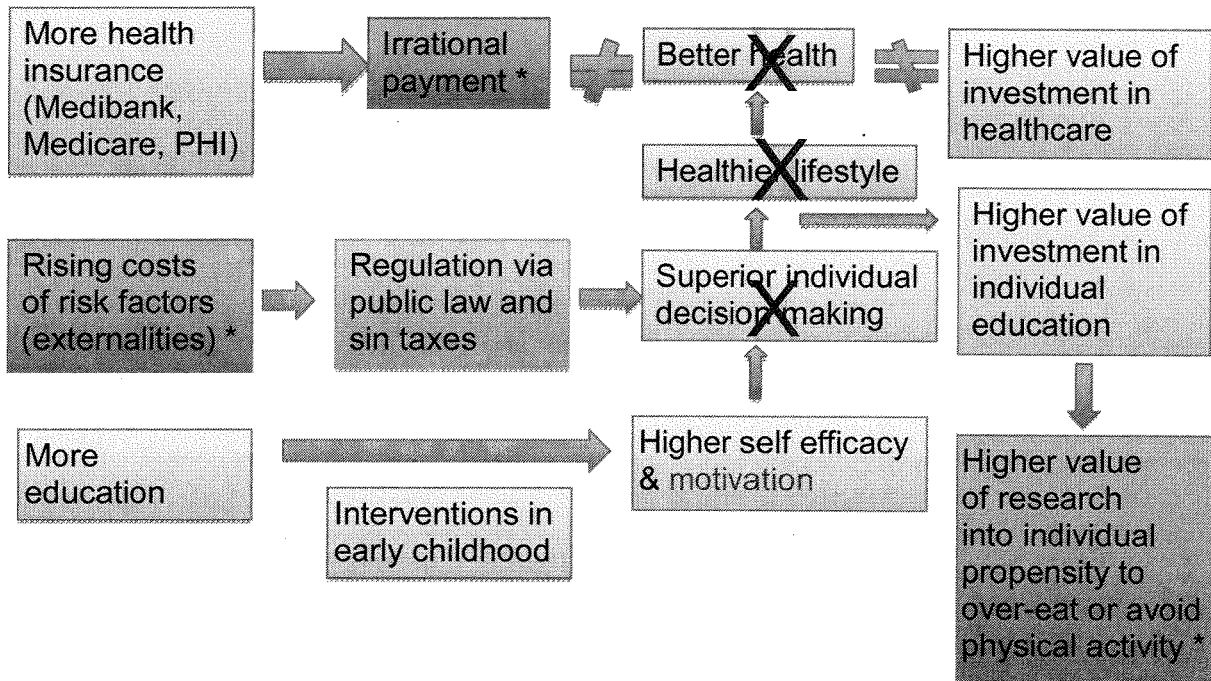 More health
insurance
(Medibank,
Medicare, PHI)
Irrational
payment *
≠
Better health
≠
Higher value of
investment in
healthcare
Healthier lifestyle
Rising costs
of risk factors
(externalities) *
Regulation via
public law and
sin taxes
Superior individual
decision making
Higher value of
investment in
individual
education
More
education
Interventions in
early childhood
Higher self efficacy
& motivation
Higher value
of research
into individual
propensity to
over-eat or avoid
physical activity *